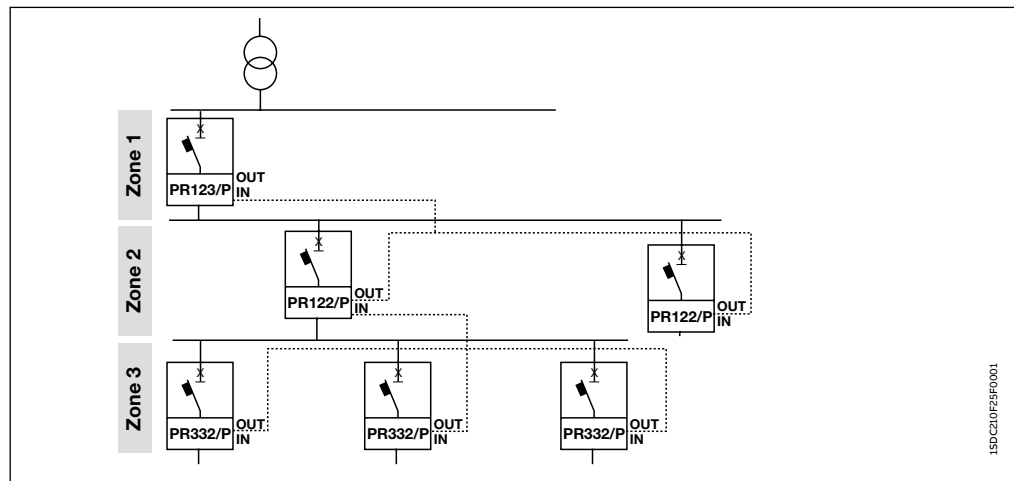 Zone 1
PR123/P
OUT
IN
Zone 2
PR122/P
OUT
IN
PR122/P
OUT
IN
Zone 3
PR332/P
OUT
IN
PR332/P
OUT
IN
PR332/P
OUT
IN
1SDC210F25F0001